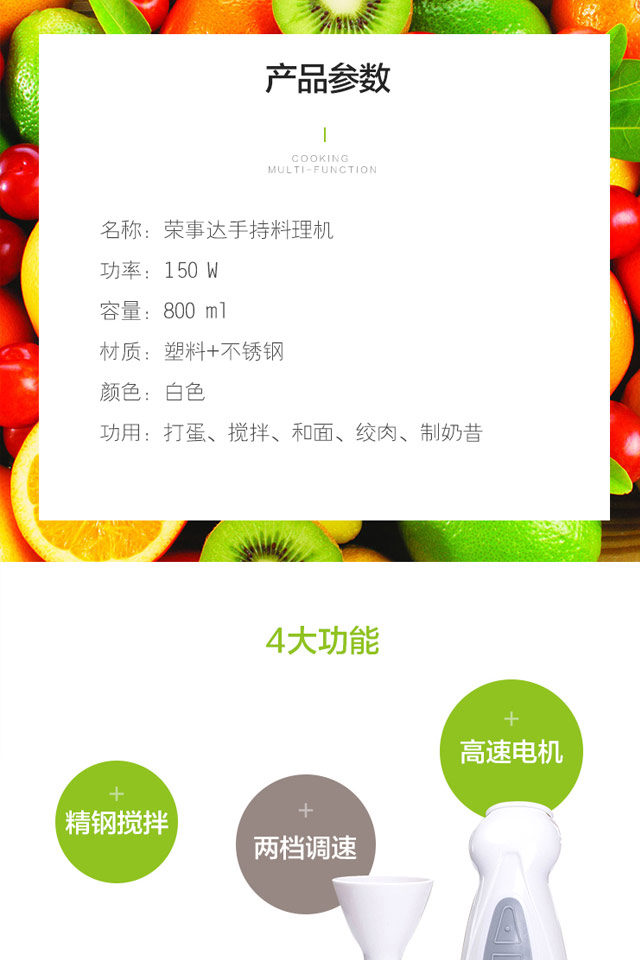 产品参数
COOKING
MULTI-FUNCTION
名称：荣事达手持料理机
功率：150 W
容量：800 ml
材质：塑料+不锈钢
颜色：白色
功用：打蛋、搅拌、和面、绞肉、制奶昔
4大功能
+
高速电机
+
精钢搅拌
+
两档调速